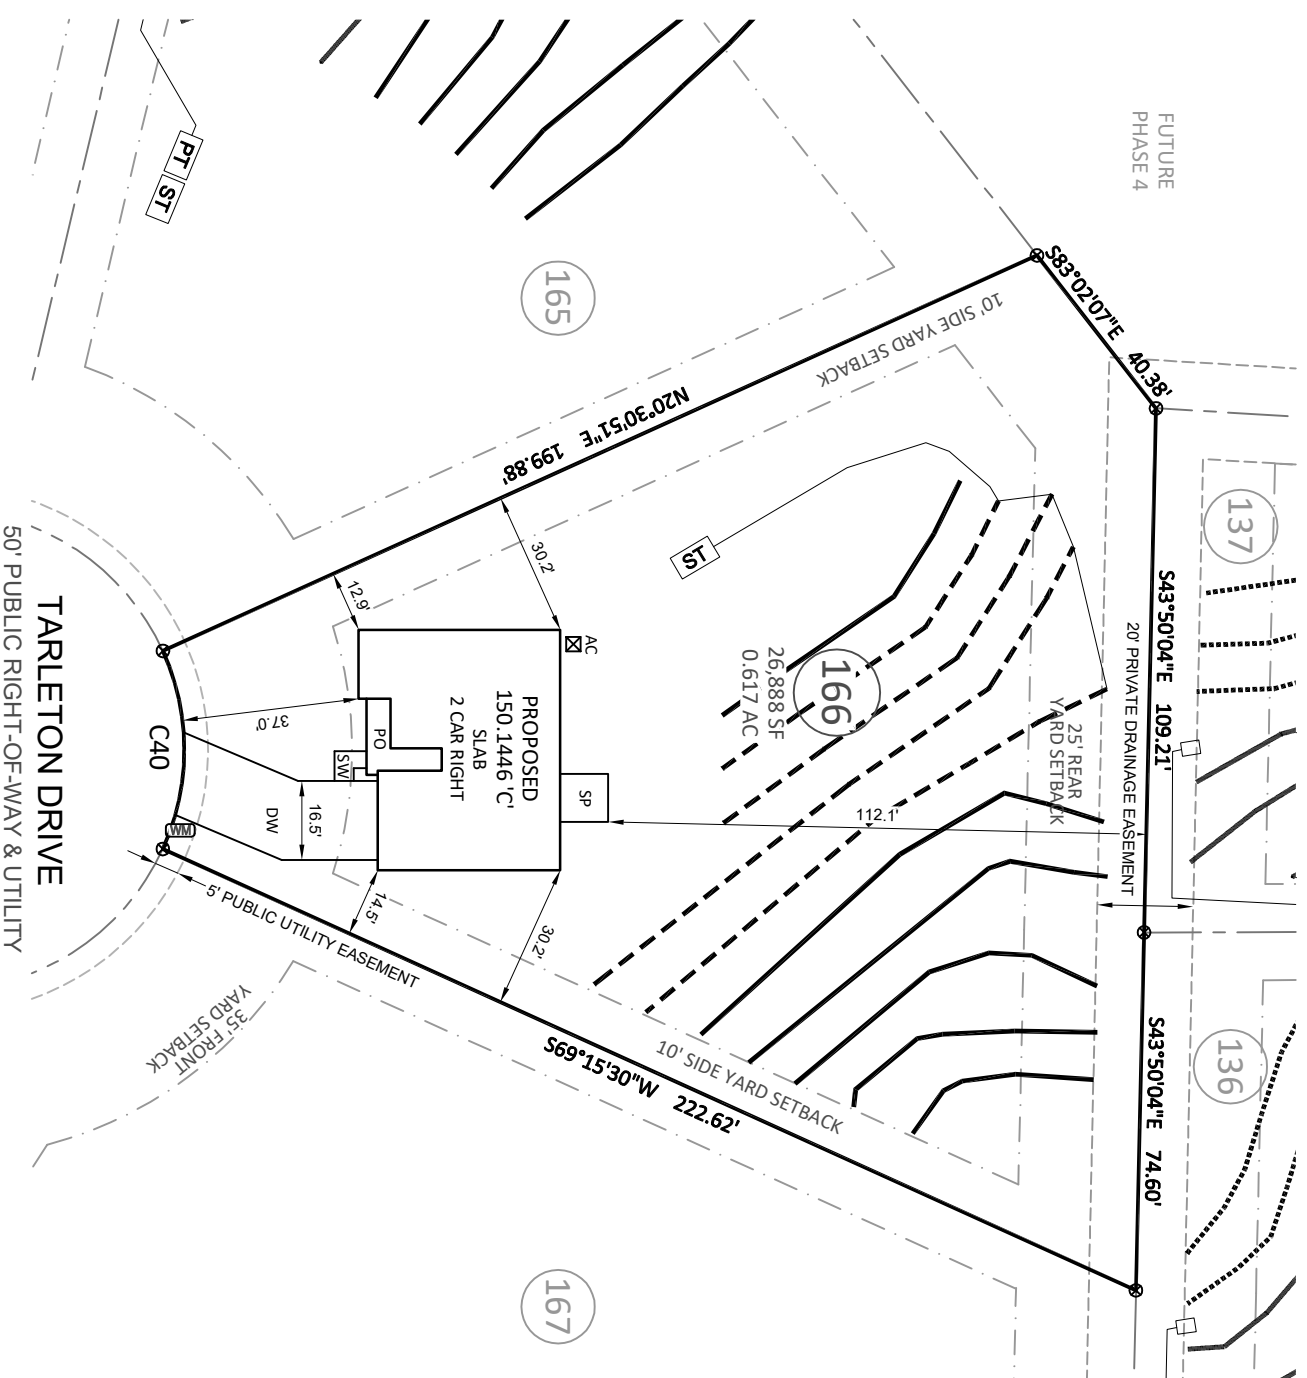 FUTURE
PHASE 4
PT
ST
165
S83°02'07"E 40.38'
10' SIDE YARD SETBACK
N20°30'51"E 199.88'
137
S43°50'04"E 109.21'
20' PRIVATE DRAINAGE EASEMENT
ST
166
26,888 SF
0.617 AC
25' REAR
YARD SETBACK
112.1'
30.2'
12.9'
AC
PROPOSED
150.1446 'C'
SLAB
2 CAR RIGHT
SP
PO
SW
37.0'
DW
16.5'
C40
WM
14.5'
30.2'
5' PUBLIC UTILITY EASEMENT
TARLETON DRIVE
50' PUBLIC RIGHT-OF-WAY & UTILITY
35' FRONT
YARD SETBACK
S69°15'30"W 222.62'
10' SIDE YARD SETBACK
S43°50'04"E 74.60'
136
167